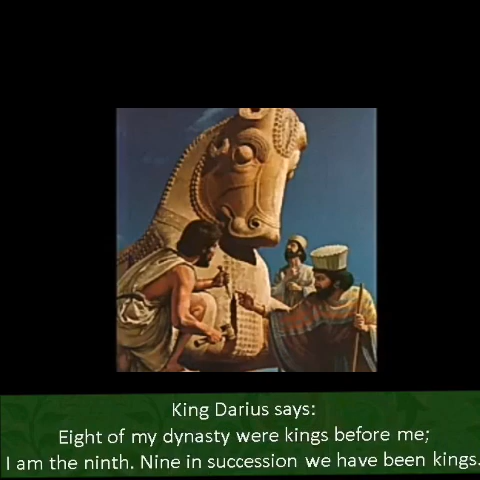 King Darius says:
Eight of my dynasty were kings before me;
I am the ninth. Nine in succession we have been kings.